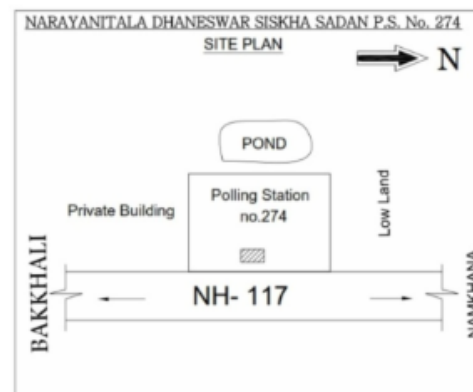 NARAYANITALA DHANESWAR SISKHA SADAN P.S. No. 274
SITE PLAN
N
POND
Polling Station
no.274
Private Building
Low Land
BAKKHALI
NH- 117
NAMKHANA